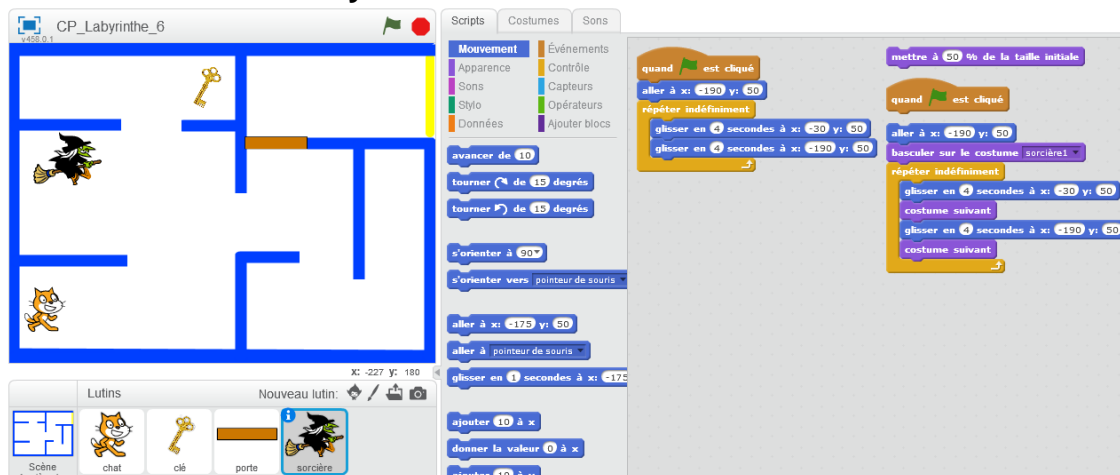 CP_Labyrinthe_6
v458.0.1
x: -227 y: 180
Lutins
Nouveau lutin:
Scène
chat
clé
porte
sorcière
Scripts
Costumes
Sons
Mouvement
Événements
Apparence
Contrôle
Sons
Capteurs
Stylo
Opérateurs
Données
Ajouter blocs
avancer de 10
tourner de 15 degrés
tourner de 15 degrés
s'orienter à 90
s'orienter vers pointeur de souris
aller à x: -175 y: 50
aller à pointeur de souris
glisser en 1 secondes à x: -175
ajouter 10 à x
donner la valeur 0 à x
ajouter 10 à y
quand est cliqué
aller à x: -190 y: 50
répéter indéfiniment
glisser en 4 secondes à x: -30 y: 50
glisser en 4 secondes à x: -190 y: 50
mettre à 50 % de la taille initiale
quand est cliqué
aller à x: -190 y: 50
basculer sur le costume sorcière1
répéter indéfiniment
glisser en 4 secondes à x: -30 y: 50
costume suivant
glisser en 4 secondes à x: -190 y: 50
costume suivant